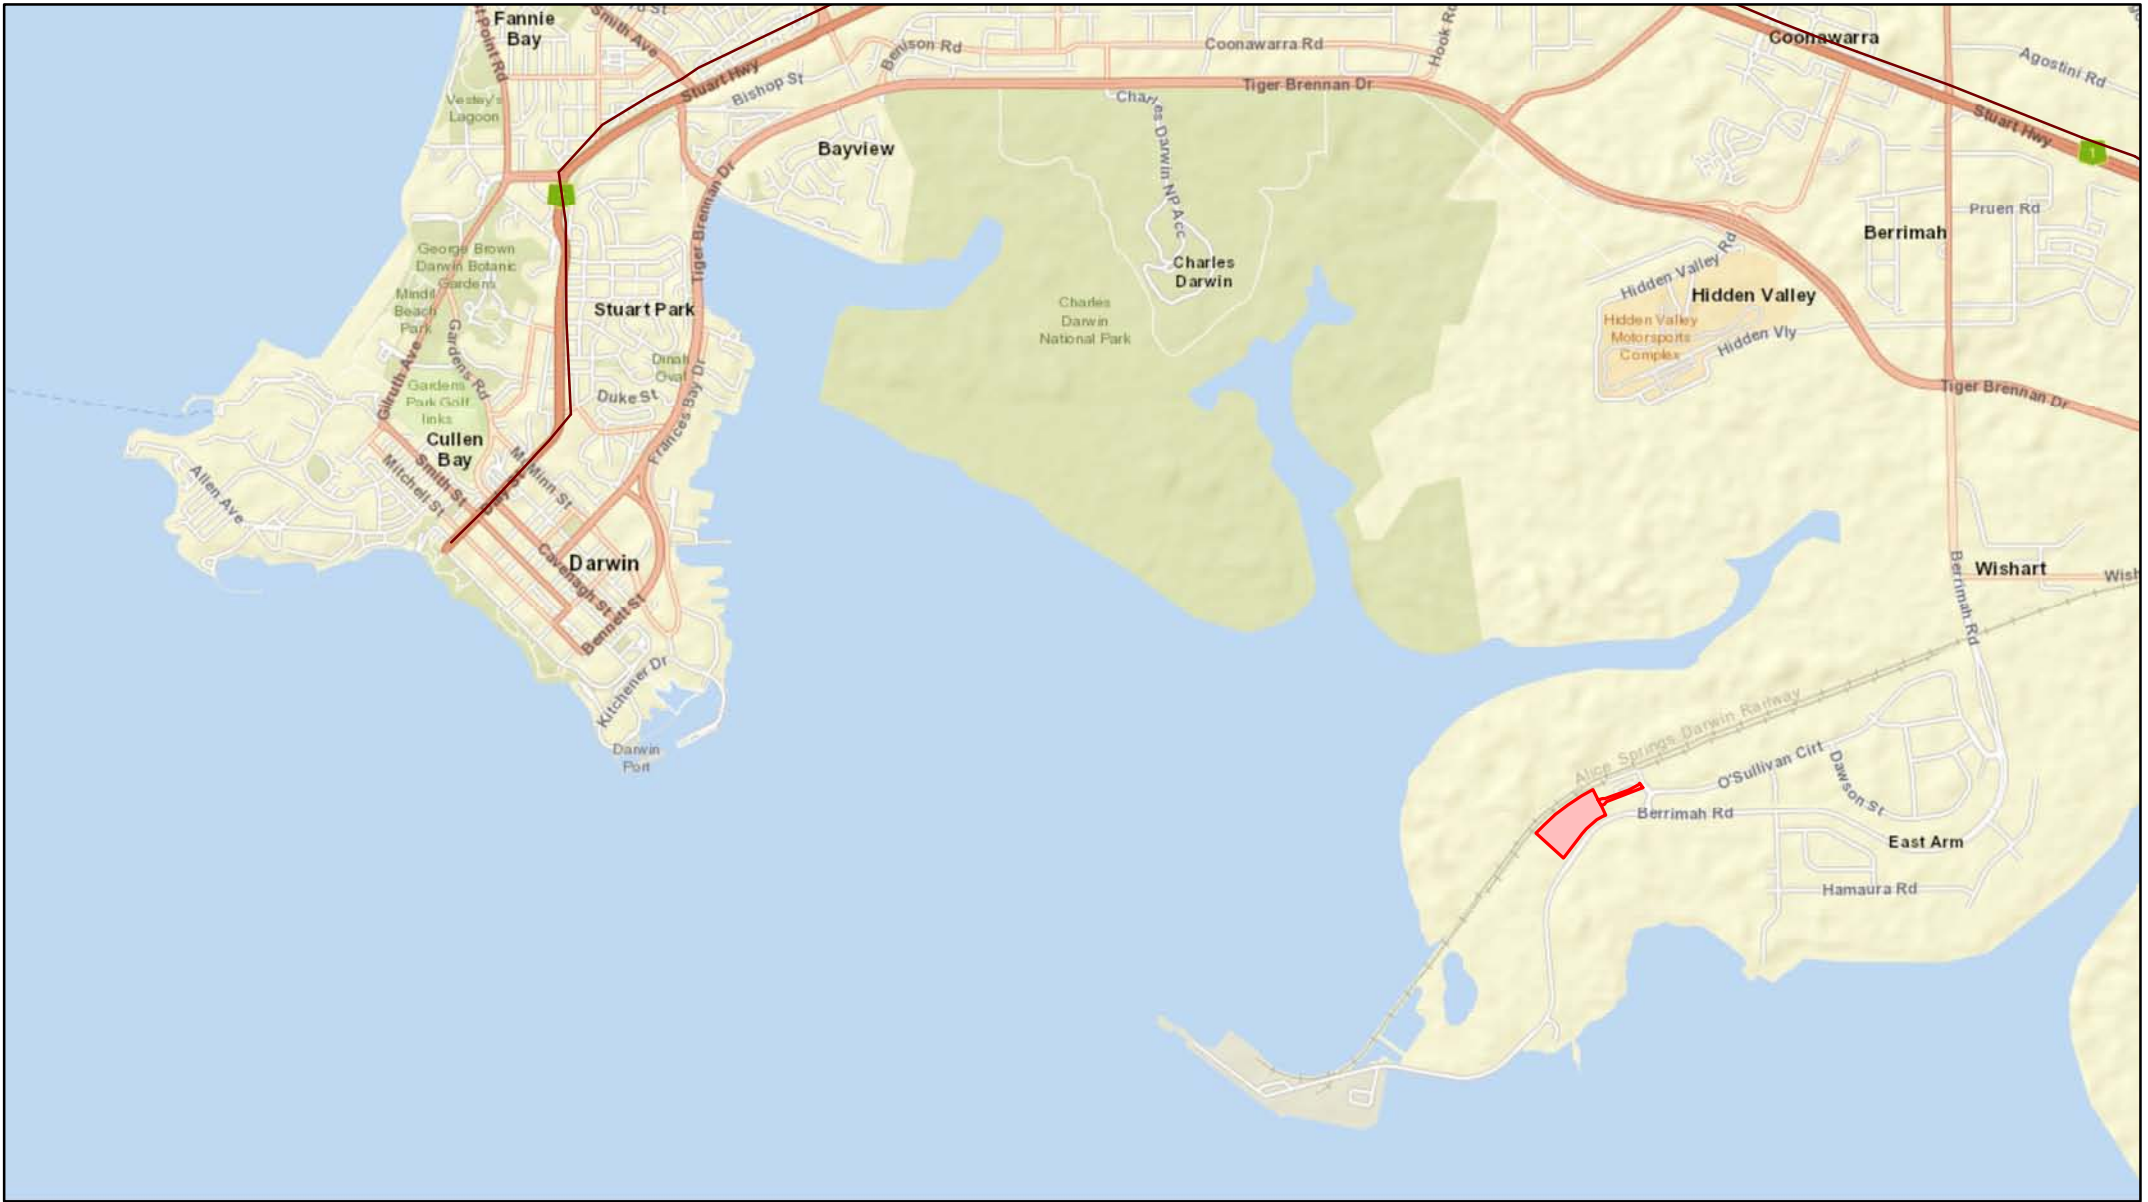 Fannie
Bay
Smith Ave
Stuart Hwy
Bishop St
Benison Rd
Coonawarra Rd
Hook Rd
Tiger Brennan Dr
Coonawarra
Agostini Rd
Stuart Hwy
1
Vestey's
Lagoon
Bayview
Charles Darwin NP Acc
Pruen Rd
Berrimah
George Brown
Darwin Botanic
Gardens
Tiger Brennan Dr
Charles
Darwin
Hidden Valley Rd
Hidden Valley
Mindil
Beach
Park
Stuart Park
Charles
Darwin
National Park
Hidden Valley
Motorsports
Complex
Hidden Vly
Gardens Rd
Gilruth Ave
Dinah
Oval
Duke St
Frances Bay Dr
Tiger Brennan Dr
Gardens
Park Golf
links
Cullen
Bay
Allen Ave
Mitchell St
Smith St
Daly St
McMinn St
Darwin
Cavenagh St
Bennett St
Berrimah Rd
Wishart
Kitchener Dr
Darwin
Port
Alice Springs Darwin Railway
O'Sullivan Cirt
Dawson St
Berrimah Rd
East Arm
Hamaura Rd